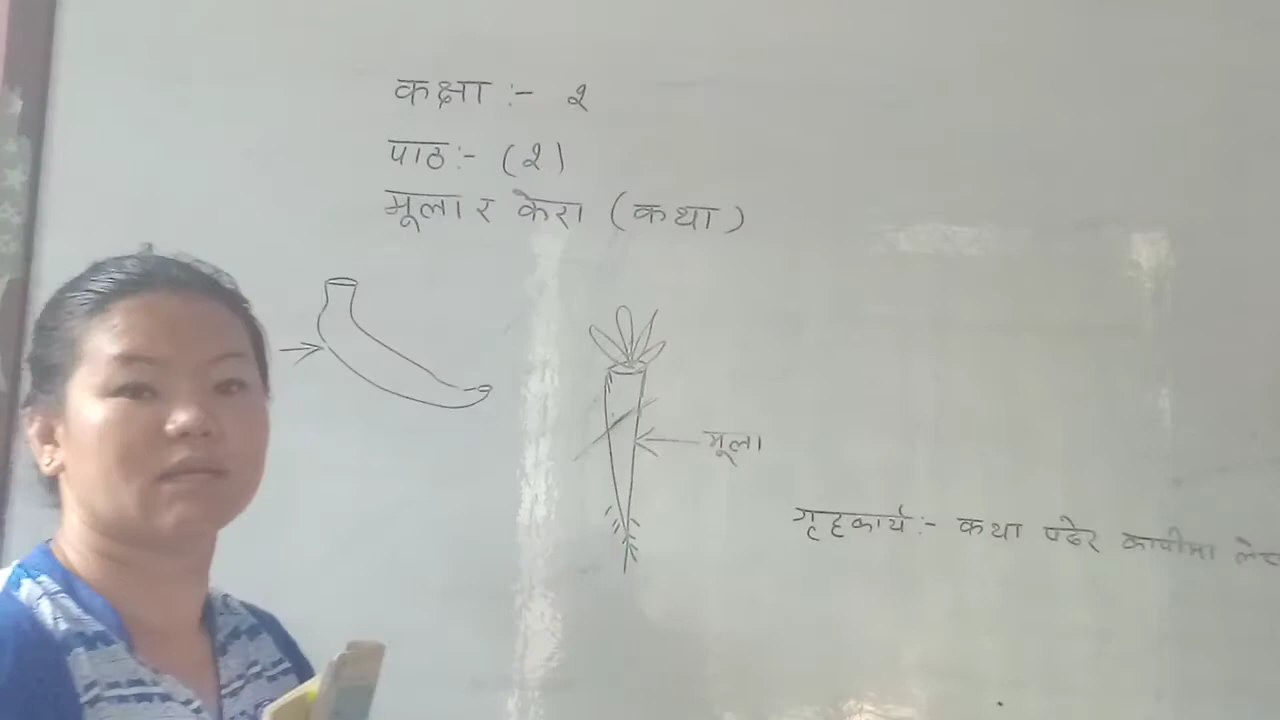 कक्षा :- २
पाठ :- (२)
मूला र केरा (कथा)
मूला
गृहकार्य :- कथा पढेर कापीमा